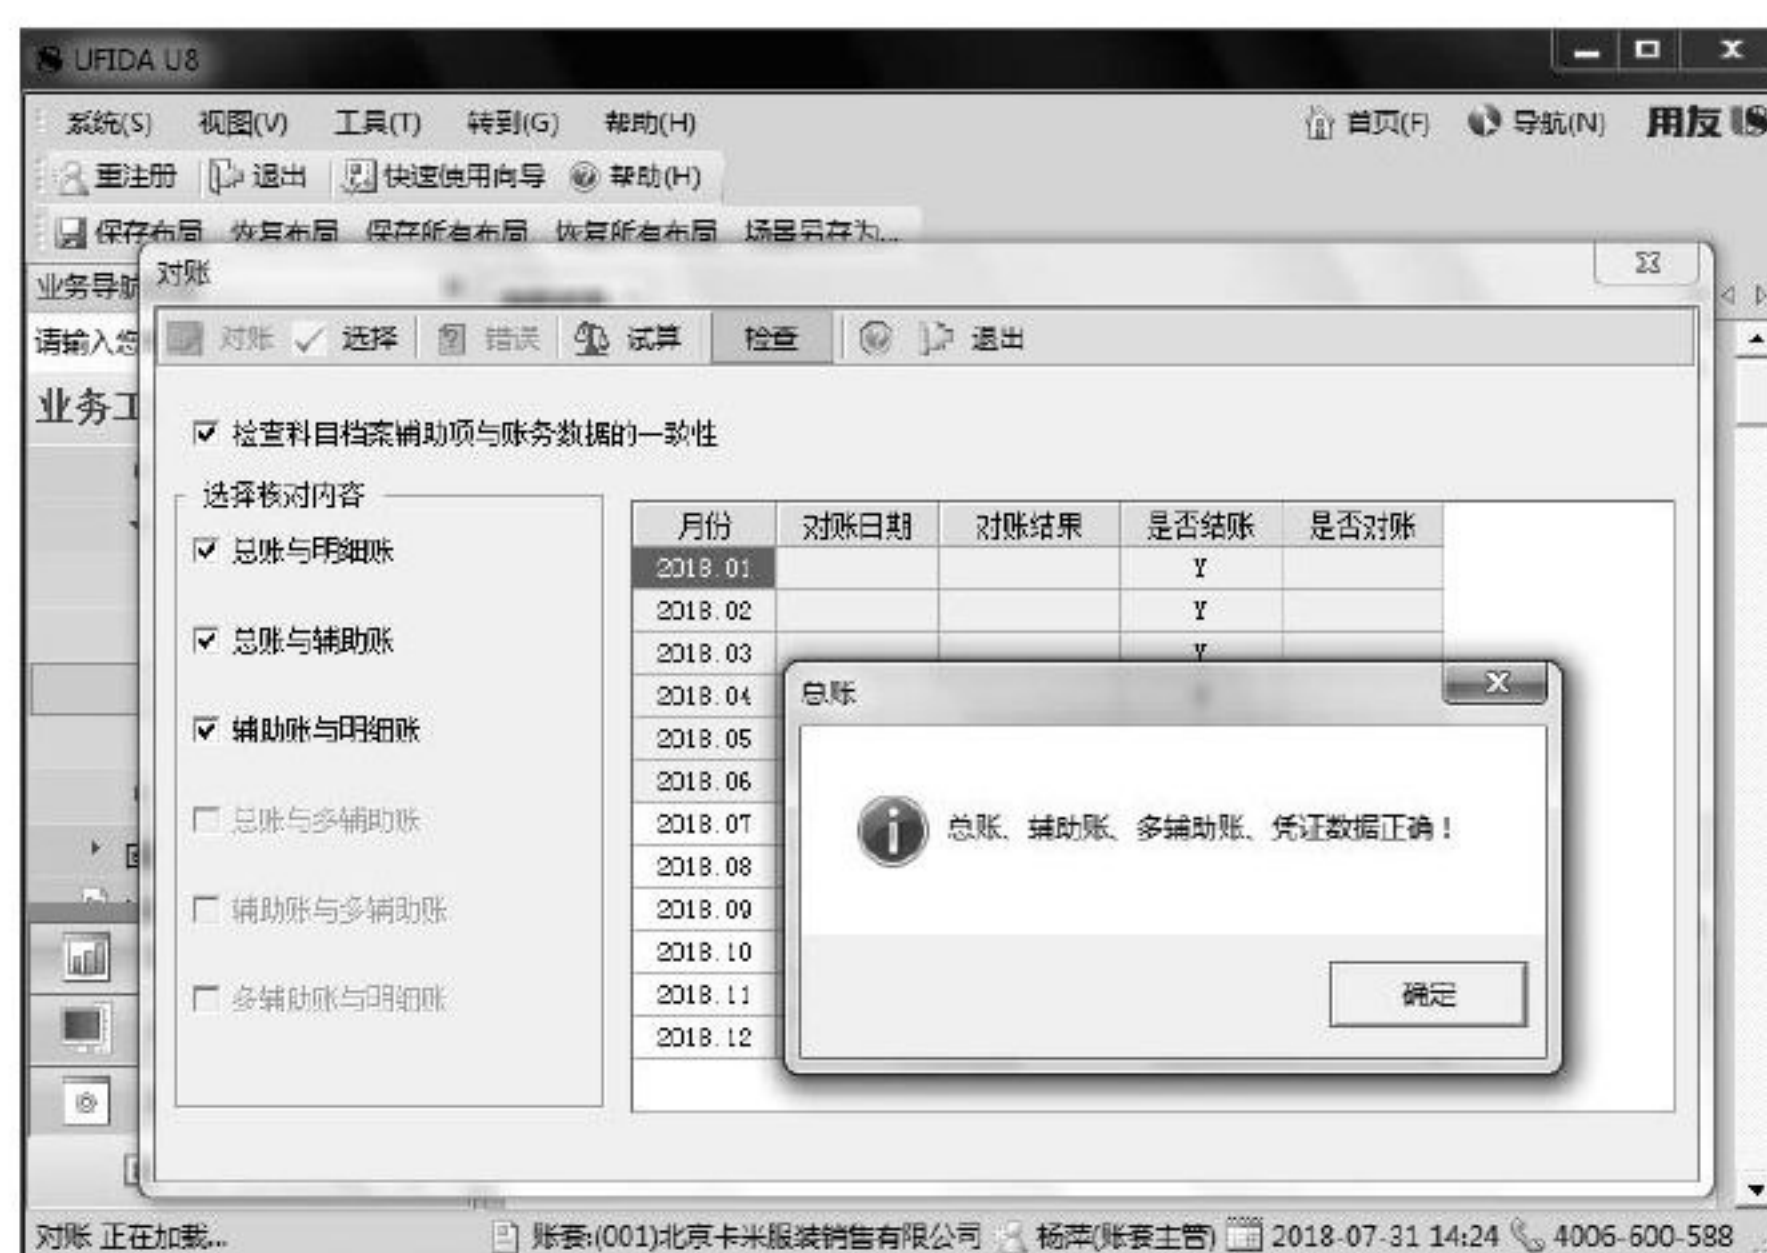 UFIDA U8
系统(S) 视图(V) 工具(T) 转到(G) 帮助(H) 首页(F) 导航(N) 用友
重注册 退出 快速使用向导 帮助(H)
保存布局 恢复布局 保存所有布局 恢复所有布局 场景另存为...
业务导航
对账
请输入您
对账 选择 错误 试算 检查 退出
业务工
检查科目档案辅助项与账务数据的一致性
选择核对内容
总账与明细账
总账与辅助账
辅助账与明细账
总账与多辅助账
辅助账与多辅助账
多辅助账与明细账
月份 对账日期 对账结果 是否结账 是否对账
2018.01 Y
2018.02 Y
2018.03 Y
2018.04
2018.05
2018.06
2018.07
2018.08
2018.09
2018.10
2018.11
2018.12
总账
总账、辅助账、多辅助账、凭证数据正确!
确定
对账 正在加载... 账套:(001)北京卡米服装销售有限公司 杨萍(账套主管) 2018-07-31 14:24 4006-600-588